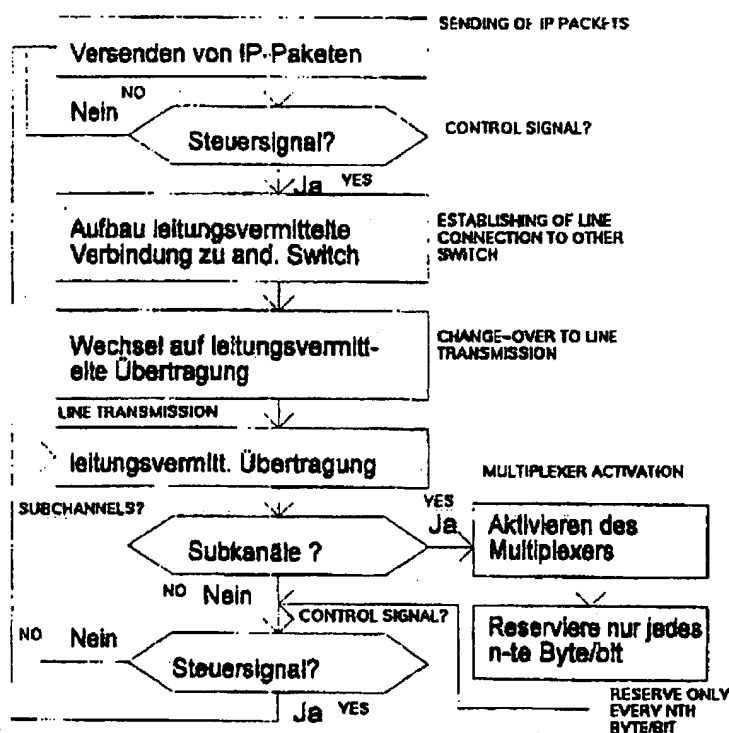 SENDING OF IP PACKETS
Versenden von IP-Paketen
Nein NO
Steuersignal?
CONTROL SIGNAL?
Ja YES
Aufbau leitungsvermittelte
Verbindung zu and. Switch
ESTABLISHING OF LINE
CONNECTION TO OTHER
SWITCH
Wechsel auf leitungsvermitt-
elte Übertragung
CHANGE-OVER TO LINE
TRANSMISSION
LINE TRANSMISSION
leitungsvermitt. Übertragung
MULTIPLEXER ACTIVATION
SUBCHANNELS?
YES
Ja
Subkanäle ?
Aktivieren des
Multiplexers
NO Nein
CONTROL SIGNAL?
Reserviere nur jedes
n-te Byte/bit
NO Nein
Steuersignal?
Ja YES
RESERVE ONLY
EVERY NTH
BYTE/BIT